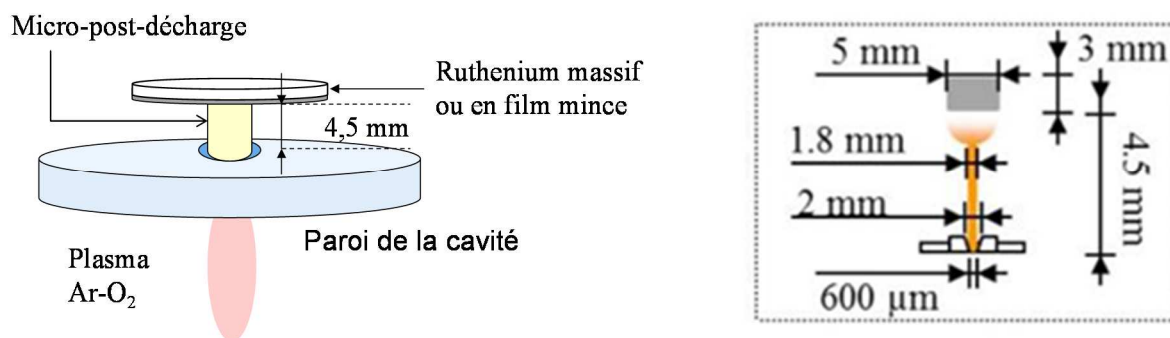 Micro-post-décharge
Ruthenium massif
ou en film mince
4,5 mm
Paroi de la cavité
Plasma
Ar-O₂
5 mm
3 mm
1.8 mm
4.5 mm
2 mm
600 µm